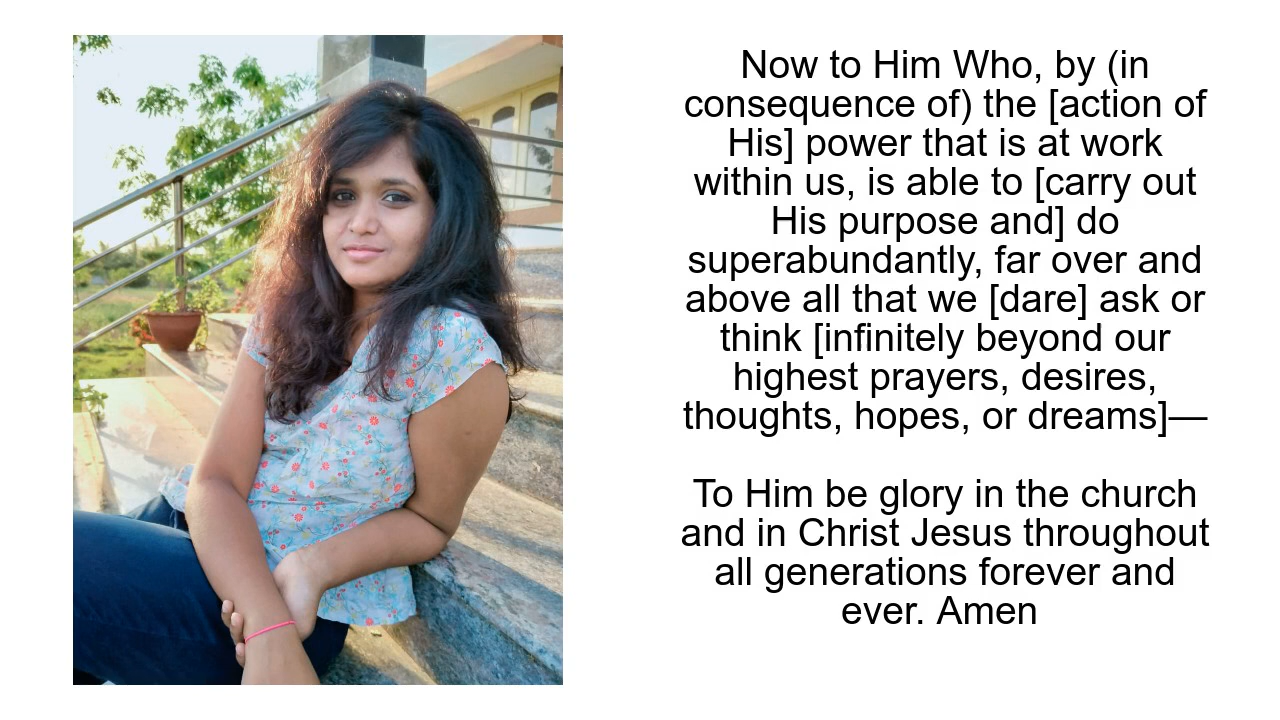 Now to Him Who, by (in
consequence of) the [action of
His] power that is at work
within us, is able to [carry out
His purpose and] do
superabundantly, far over and
above all that we [dare] ask or
think [infinitely beyond our
highest prayers, desires,
thoughts, hopes, or dreams]—
To Him be glory in the church
and in Christ Jesus throughout
all generations forever and
ever. Amen